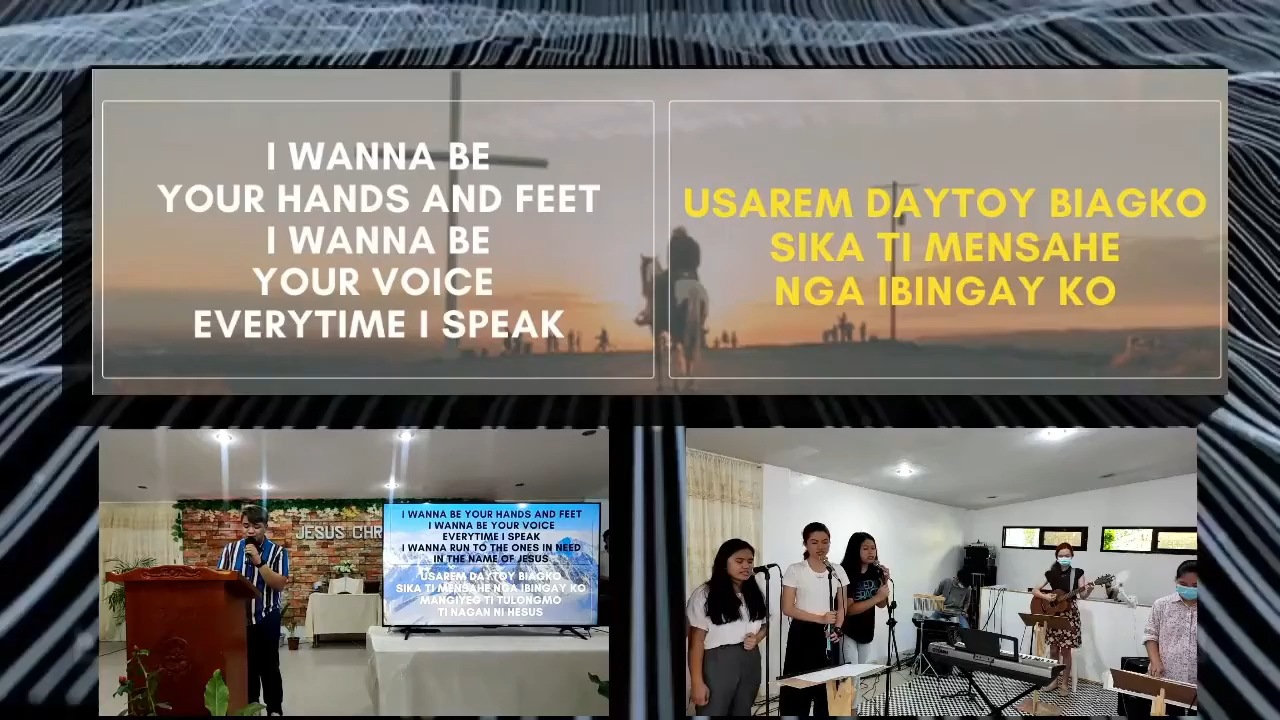 I WANNA BE
YOUR HANDS AND FEET
I WANNA BE
YOUR VOICE
EVERYTIME I SPEAK
USAREM DAYTOY BIAGKO
SIKA TI MENSAHE
NGA IBINGAY KO
JESUS CHR
I WANNA BE YOUR HANDS AND FEET
I WANNA BE YOUR VOICE
EVERYTIME I SPEAK
I WANNA RUN TO THE ONES IN NEED
IN THE NAME OF JESUS
USAREM DAYTOY BIAGKO
SIKA TI MENSAHE NGA IBINGAY KO
MANGIYEG TI TULONGMO
TI NAGAN NI HESUS